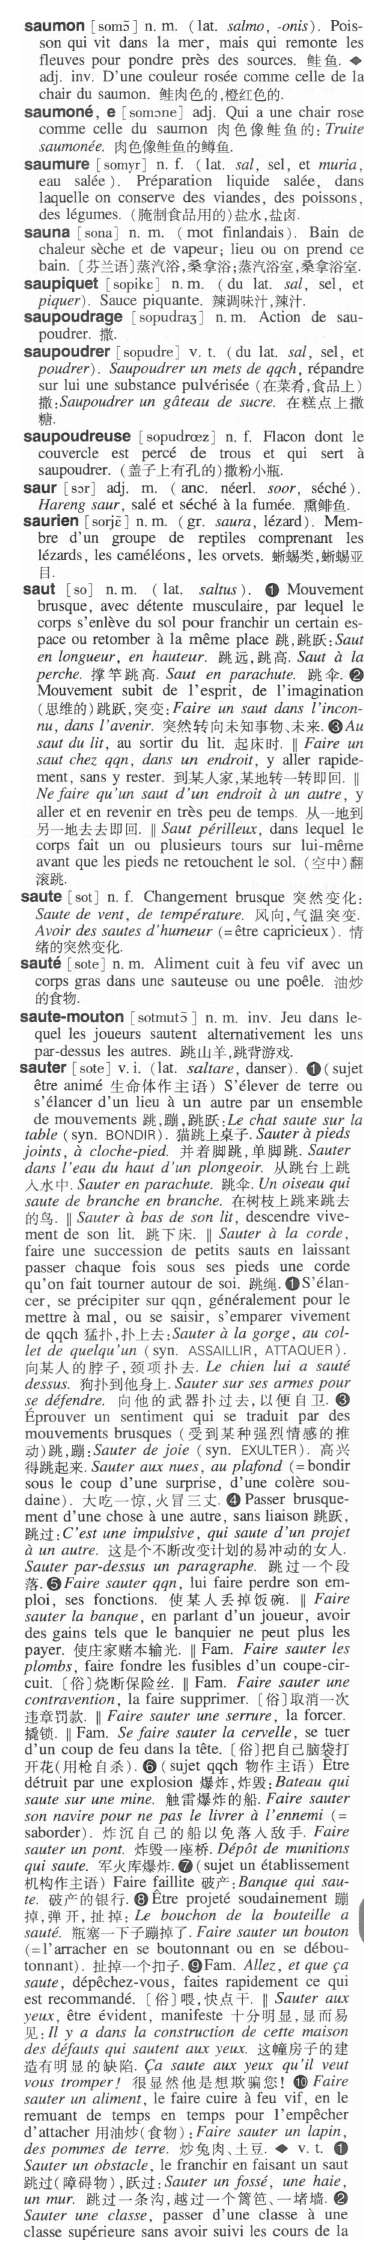 saumon [somɔ̃] n. m. (lat. salmo, -onis). Pois-
son qui vit dans la mer, mais qui remonte les
fleuves pour pondre près des sources. 鲑鱼. ◆
adj. inv. D'une couleur rosée comme celle de la
chair du saumon. 鲑肉色的,橙红色的.
saumoné, e [somɔne] adj. Qui a une chair rose
comme celle du saumon 肉色像鲑鱼的: Truite
saumonée. 肉色像鲑鱼的鳟鱼.
saumure [somyr] n. f. (lat. sal, sel, et muria,
eau salée). Préparation liquide salée, dans
laquelle on conserve des viandes, des poissons,
des légumes. (腌制食品用的)盐水,盐卤.
sauna [sona] n. m. (mot finlandais). Bain de
chaleur sèche et de vapeur; lieu ou on prend ce
bain. 〔芬兰语〕蒸汽浴,桑拿浴;蒸汽浴室,桑拿浴室.
saupiquet [sopikɛ] n. m. (du lat. sal, sel, et
piquer). Sauce piquante. 辣调味汁,辣汁.
saupoudrage [sopudraʒ] n. m. Action de sau-
poudrer. 撒.
saupoudrer [sopudre] v. t. (du lat. sal, sel, et
poudrer). Saupoudrer un mets de qqch, répandre
sur lui une substance pulvérisée (在菜肴,食品上)
撒:Saupoudrer un gâteau de sucre. 在糕点上撒
糖.
saupoudreuse [sopudrœz] n. f. Flacon dont le
couvercle est percé de trous et qui sert à
saupoudrer. (盖子上有孔的)撒粉小瓶.
saur [sɔr] adj. m. (anc. néerl. soor, séché).
Hareng saur, salé et séché à la fumée. 熏鲱鱼.
saurien [sorjɛ̃] n. m. (gr. saura, lézard). Mem-
bre d'un groupe de reptiles comprenant les
lézards, les caméléons, les orvets. 蜥蜴类,蜥蜴亚
目.
saut [so] n. m. (lat. saltus). ❶ Mouvement
brusque, avec détente musculaire, par lequel le
corps s'enlève du sol pour franchir un certain es-
pace ou retomber à la même place 跳,跳跃:Saut
en longueur, en hauteur. 跳远,跳高. Saut à la
perche. 撑竿跳高. Saut en parachute. 跳伞. ❷
Mouvement subit de l'esprit, de l'imagination
(思维的)跳跃,突变: Faire un saut dans l'incon-
nu, dans l'avenir. 突然转向未知事物、未来. ❸ Au
saut du lit, au sortir du lit. 起床时. ‖ Faire un
saut chez qqn, dans un endroit, y aller rapide-
ment, sans y rester. 到某人家,某地转一转即回. ‖
Ne faire qu'un saut d'un endroit à un autre, y
aller et en revenir en très peu de temps. 从一地到
另一地去去即回. ‖ Saut périlleux, dans lequel le
corps fait un ou plusieurs tours sur lui-même
avant que les pieds ne retouchent le sol. (空中)翻
滚跳.
saute [sot] n. f. Changement brusque 突然变化:
Saute de vent, de température. 风向,气温突变.
Avoir des sautes d'humeur (= être capricieux). 情
绪的突然变化.
sauté [sote] n. m. Aliment cuit à feu vif avec un
corps gras dans une sauteuse ou une poêle. 油炒
的食物.
saute-mouton [sotmutɔ̃] n. m. inv. Jeu dans le-
quel les joueurs sautent alternativement les uns
par-dessus les autres. 跳山羊,跳背游戏.
sauter [sote] v. i. (lat. saltare, danser). ❶ (sujet
être animé 生命体作主语) S'élever de terre ou
s'élancer d'un lieu à un autre par un ensemble
de mouvements 跳,蹦,跳跃:Le chat saute sur la
table (syn. BONDIR). 猫跳上桌子. Sauter à pieds
joints, à cloche-pied. 并着脚跳,单脚跳. Sauter
dans l'eau du haut d'un plongeoir. 从跳台上跳
入水中. Sauter en parachute. 跳伞. Un oiseau qui
saute de branche en branche. 在树枝上跳来跳去
的鸟. ‖ Sauter à bas de son lit, descendre vive-
ment de son lit. 跳下床. ‖ Sauter à la corde,
faire une succession de petits sauts en laissant
passer chaque fois sous ses pieds une corde
qu'on fait tourner autour de soi. 跳绳. ❶ S'élan-
cer, se précipiter sur qqn, généralement pour le
mettre à mal, ou se saisir, s'emparer vivement
de qqch 猛扑,扑上去:Sauter à la gorge, au col-
let de quelqu'un (syn. ASSAILLIR, ATTAQUER).
向某人的脖子,颈项扑去. Le chien lui a sauté
dessus. 狗扑到他身上. Sauter sur ses armes pour
se défendre. 向他的武器扑过去,以便自卫. ❸
Éprouver un sentiment qui se traduit par des
mouvements brusques (受到某种强烈情感的推
动)跳,蹦:Sauter de joie (syn. EXULTER). 高兴
得跳起来. Sauter aux nues, au plafond (= bondir
sous le coup d'une surprise, d'une colère sou-
daine). 大吃一惊,火冒三丈. ❹ Passer brusque-
ment d'une chose à une autre, sans liaison 跳跃,
跳过:C'est une impulsive, qui saute d'un projet
à un autre. 这是个不断改变计划的易冲动的女人.
Sauter par-dessus un paragraphe. 跳过一个段
落. ❺ Faire sauter qqn, lui faire perdre son em-
ploi, ses fonctions. 使某人丢掉饭碗. ‖ Faire
sauter la banque, en parlant d'un joueur, avoir
des gains tels que le banquier ne peut plus les
payer. 使庄家赌本输光. ‖ Fam. Faire sauter les
plombs, faire fondre les fusibles d'un coupe-cir-
cuit. 〔俗〕烧断保险丝. ‖ Fam. Faire sauter une
contravention, la faire supprimer. 〔俗〕取消一次
违章罚款. ‖ Faire sauter une serrure, la forcer.
撬锁. ‖ Fam. Se faire sauter la cervelle, se tuer
d'un coup de feu dans la tête. 〔俗〕把自己脑袋打
开花(用枪自杀). ❻ (sujet qqch 物作主语) Être
détruit par une explosion 爆炸,炸毁:Bateau qui
saute sur une mine. 触雷爆炸的船. Faire sauter
son navire pour ne pas le livrer à l'ennemi (=
saborder). 炸沉自己的船以免落入敌手. Faire
sauter un pont. 炸毁一座桥. Dépôt de munitions
qui saute. 军火库爆炸. ❼ (sujet un établissement
机构作主语) Faire faillite 破产:Banque qui sau-
te. 破产的银行. ❽ Être projeté soudainement 蹦
掉,弹开,扯掉: Le bouchon de la bouteille a
sauté. 瓶塞一下子蹦掉了. Faire sauter un bouton
(= l'arracher en se boutonnant ou en se débou-
tonnant). 扯掉一个扣子. ❾ Fam. Allez, et que ça
saute, dépêchez-vous, faites rapidement ce qui
est recommandé. 〔俗〕喂,快点干. ‖ Sauter aux
yeux, être évident, manifeste 十分明显,显而易
见:Il y a dans la construction de cette maison
des défauts qui sautent aux yeux. 这幢房子的建
造有明显的缺陷. Ça saute aux yeux qu'il veut
vous tromper! 很显然他是想欺骗您! ❿ Faire
sauter un aliment, le faire cuire à feu vif, en le
remuant de temps en temps pour l'empêcher
d'attacher 用油炒(食物):Faire sauter un lapin,
des pommes de terre. 炒兔肉、土豆. ◆ v. t. ❶
Sauter un obstacle, le franchir en faisant un saut
跳过(障碍物),跃过:Sauter un fossé, une haie,
un mur. 跳过一条沟,越过一个篱笆、一堵墙. ❷
Sauter une classe, passer d'une classe à une
classe supérieure sans avoir suivi les cours de la